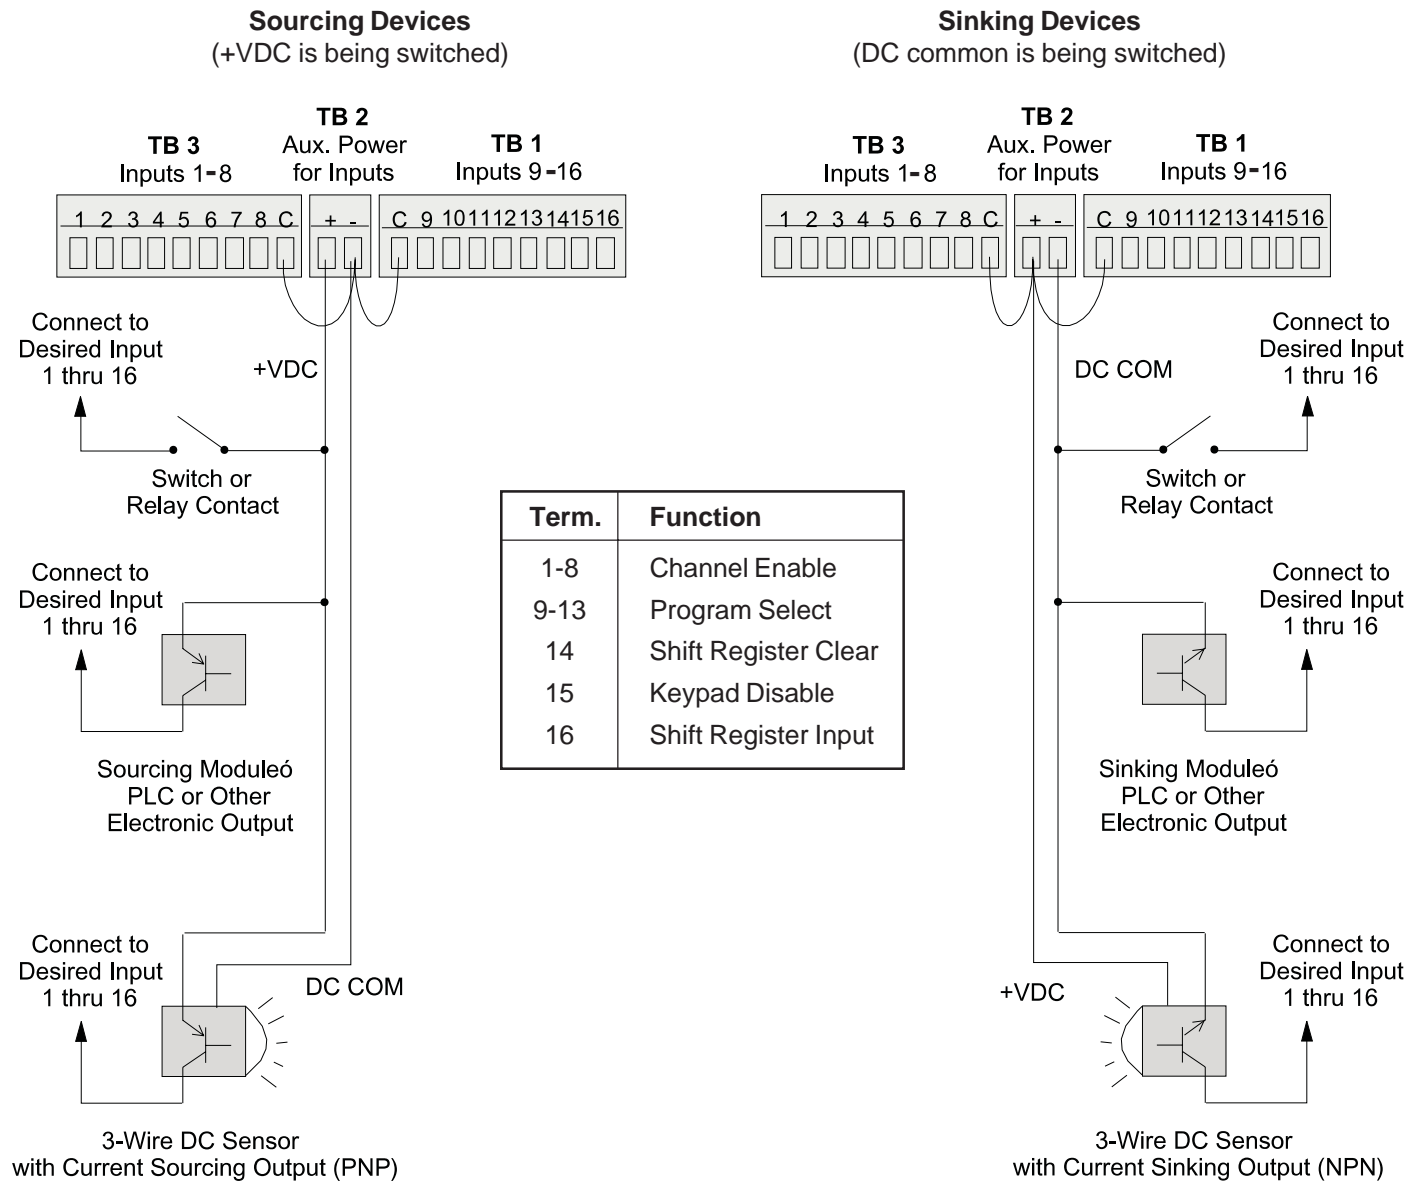 Sourcing Devices
(+VDC is being switched)
TB 3
Inputs 1-8
TB 2
Aux. Power
for Inputs
TB 1
Inputs 9-16
1 2 3 4 5 6 7 8 C
+ -
C 9 10 11 12 13 14 15 16
Connect to
Desired Input
1 thru 16
+VDC
Switch or
Relay Contact
Connect to
Desired Input
1 thru 16
Sourcing Moduleó
PLC or Other
Electronic Output
Connect to
Desired Input
1 thru 16
DC COM
3-Wire DC Sensor
with Current Sourcing Output (PNP)
Term. Function
1-8 Channel Enable
9-13 Program Select
14 Shift Register Clear
15 Keypad Disable
16 Shift Register Input
Sinking Devices
(DC common is being switched)
TB 3
Inputs 1-8
TB 2
Aux. Power
for Inputs
TB 1
Inputs 9-16
1 2 3 4 5 6 7 8 C
+ -
C 9 10 11 12 13 14 15 16
Connect to
Desired Input
1 thru 16
DC COM
Switch or
Relay Contact
Connect to
Desired Input
1 thru 16
Sinking Moduleó
PLC or Other
Electronic Output
Connect to
Desired Input
1 thru 16
+VDC
3-Wire DC Sensor
with Current Sinking Output (NPN)